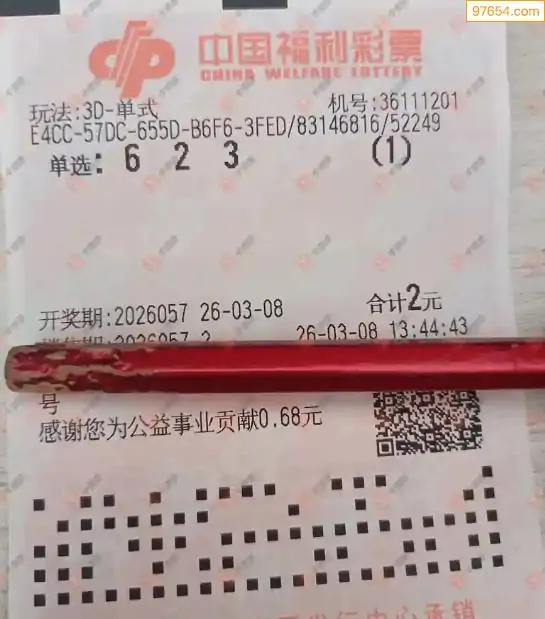 97654.com
中国福利彩票
CHINA WELFARE LOTTERY
玩法:3D-单式 机号:36111201
E4CC-57DC-655D-B6F6-3FED/83146816/52249
单选: 6 2 3 (1)
开奖期:2026057 26-03-08 合计2元
26-03-08 13:44:43
号
感谢您为公益事业贡献0.68元